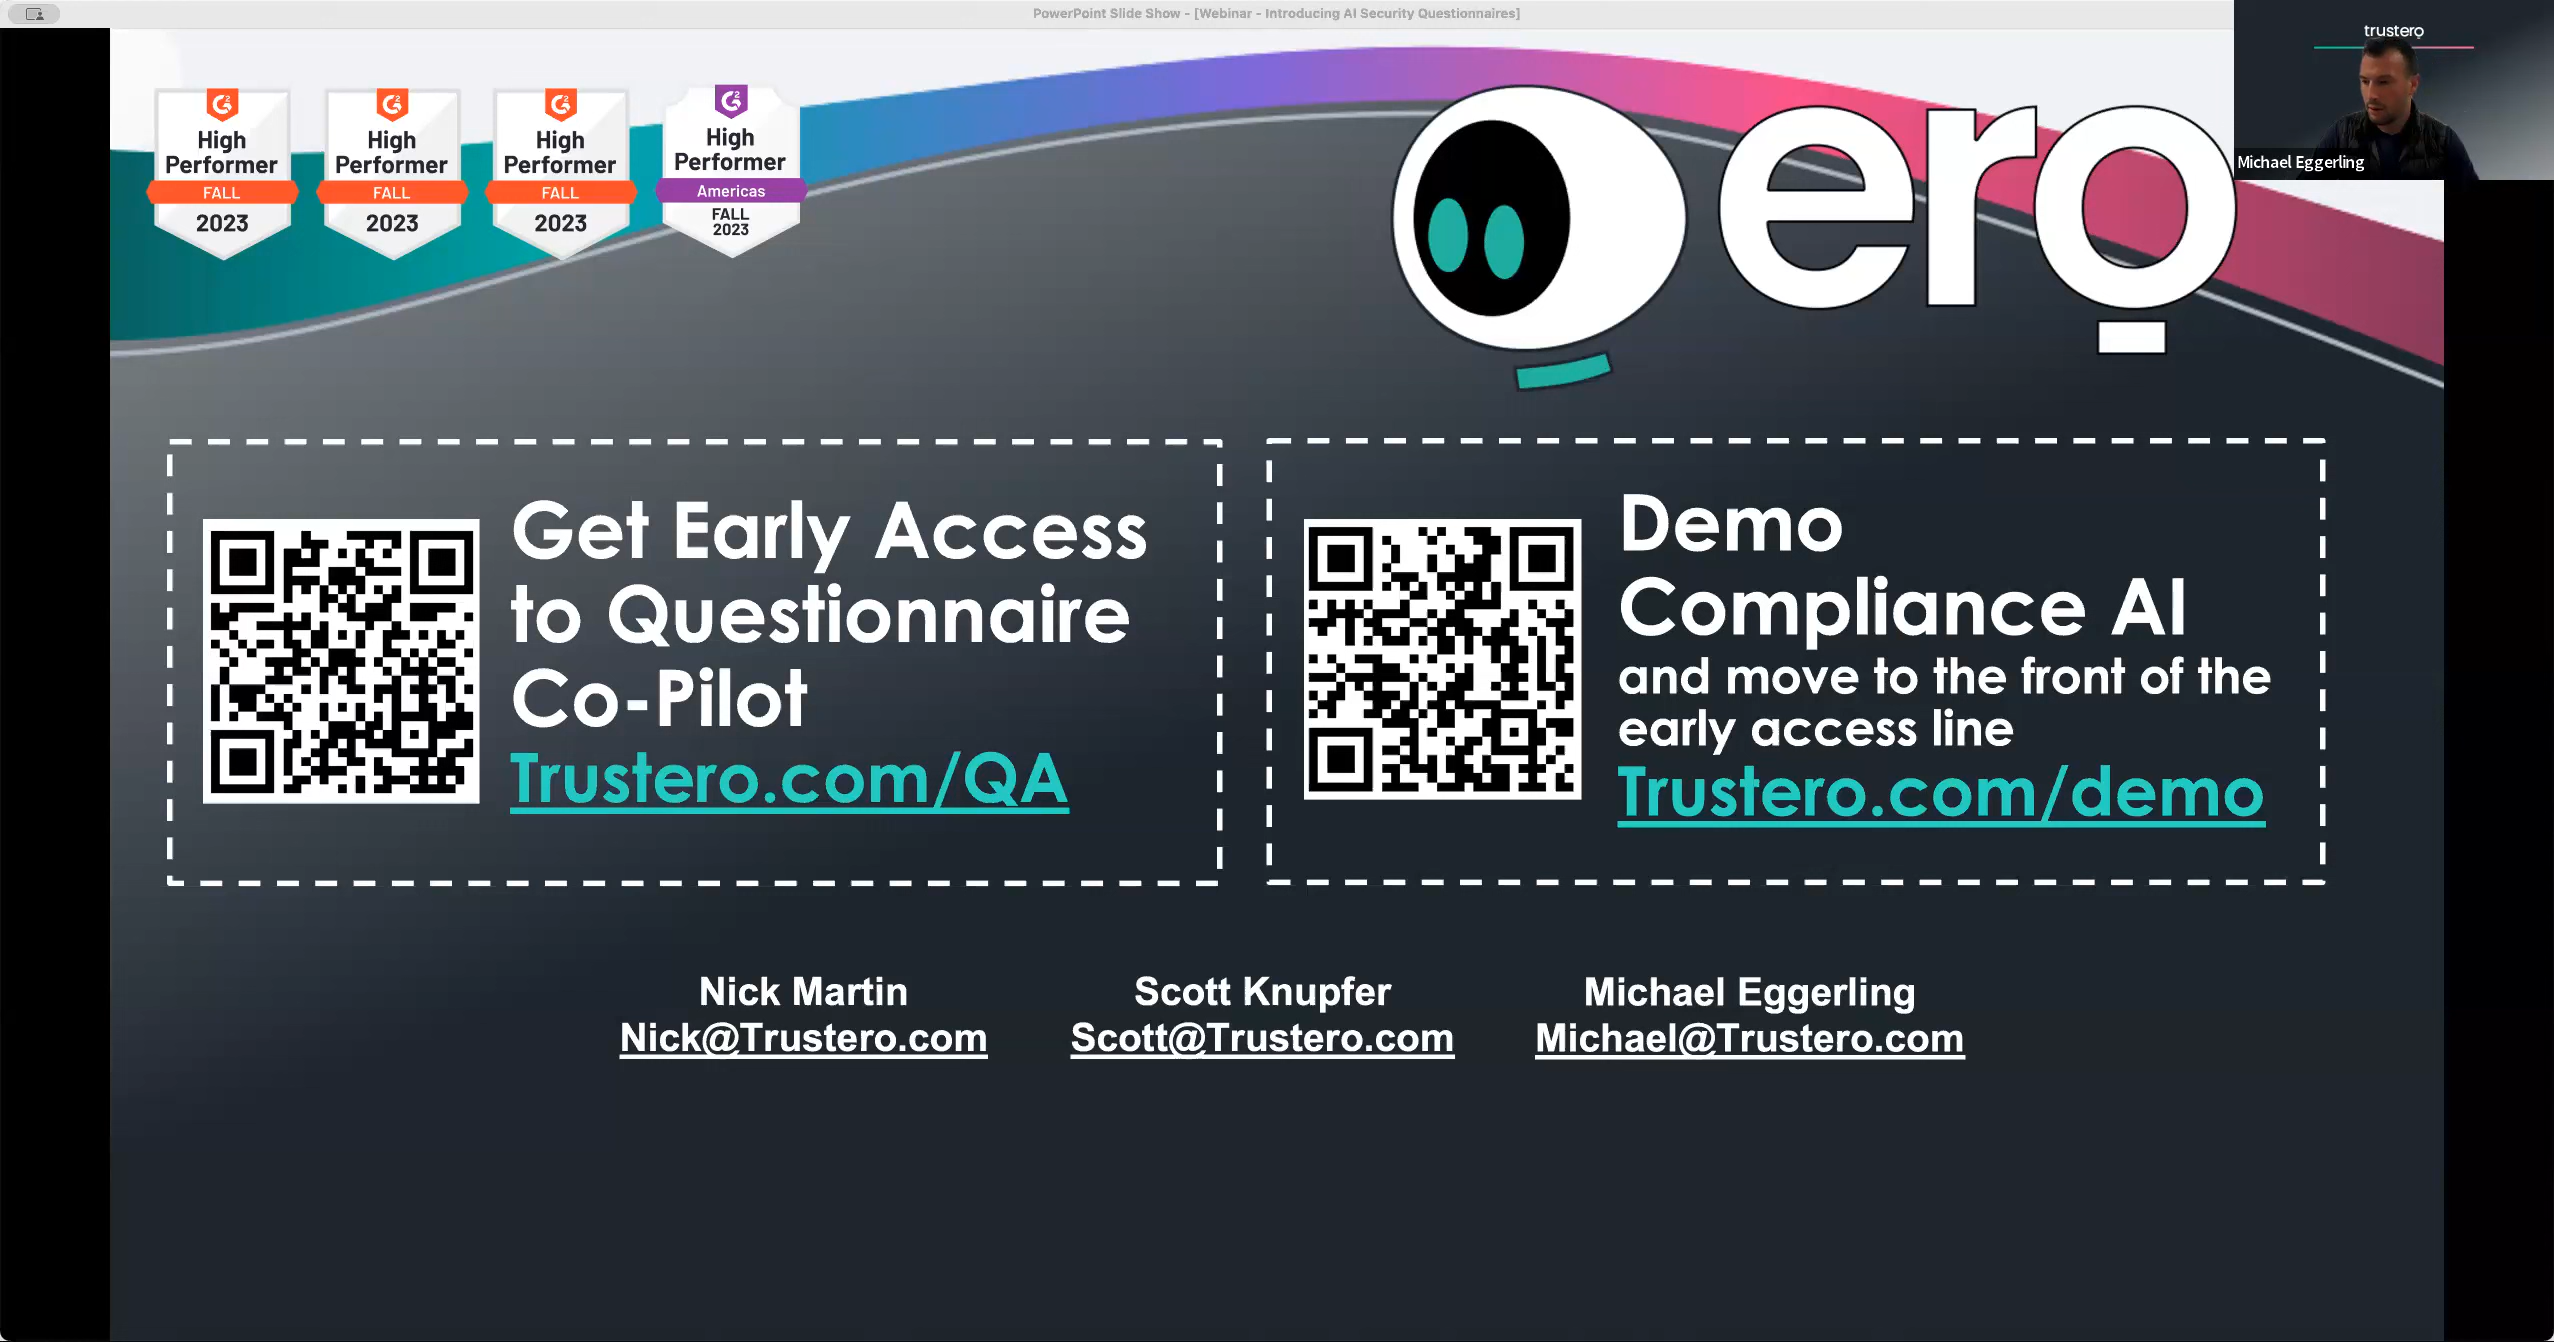 PowerPoint Slide Show - [Webinar - Introducing AI Security Questionnaires]
trustero
Michael Eggerling
High
Performer
FALL
2023
High
Performer
FALL
2023
High
Performer
FALL
2023
High
Performer
Americas
FALL
2023
ero
Get Early Access
to Questionnaire
Co-Pilot
Trustero.com/QA
Demo
Compliance AI
and move to the front of the
early access line
Trustero.com/demo
Nick Martin
Nick@Trustero.com
Scott Knupfer
Scott@Trustero.com
Michael Eggerling
Michael@Trustero.com